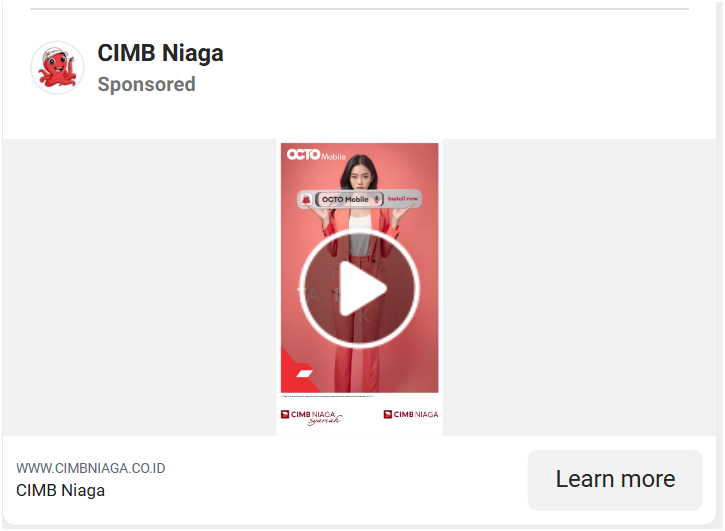 CIMB Niaga
Sponsored
OCTO Mobile
OCTO Mobile Install now
CIMB NIAGA syariah
CIMB NIAGA
WWW.CIMBNIAGA.CO.ID
CIMB Niaga
Learn more